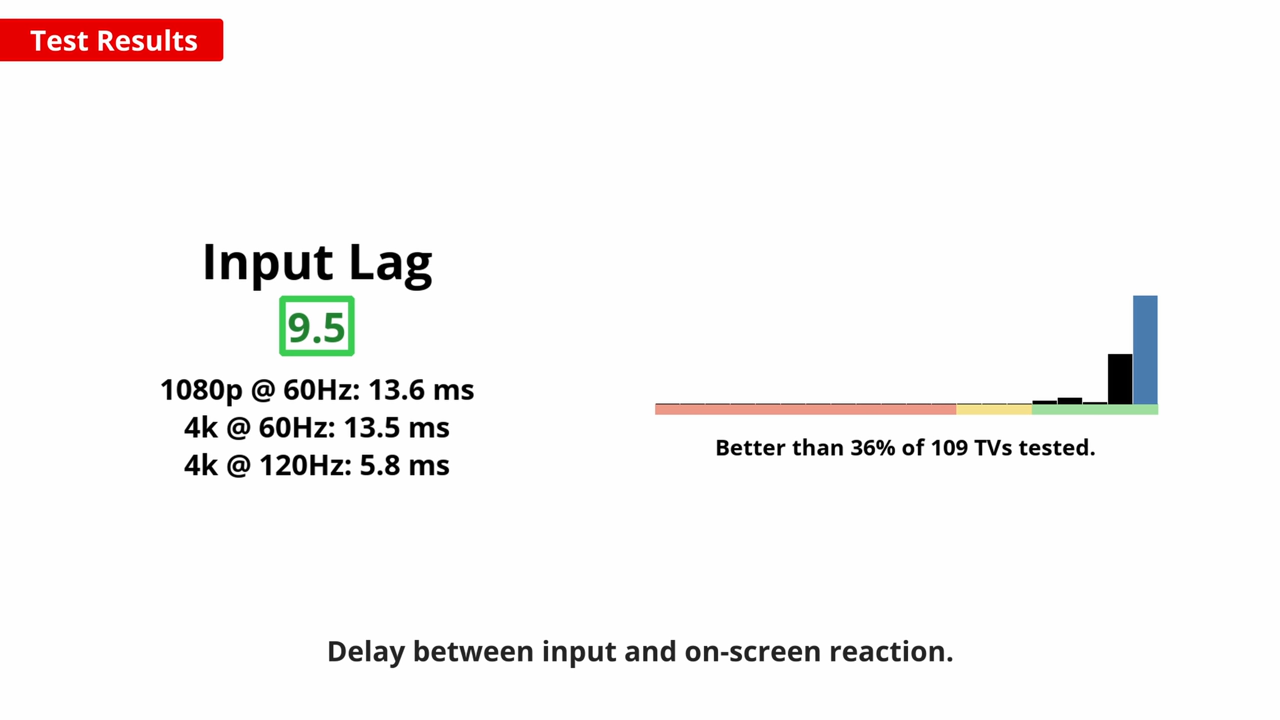 Test Results
Input Lag
9.5
1080p @ 60Hz: 13.6 ms
4k @ 60Hz: 13.5 ms
4k @ 120Hz: 5.8 ms
Better than 36% of 109 TVs tested.
Delay between input and on-screen reaction.